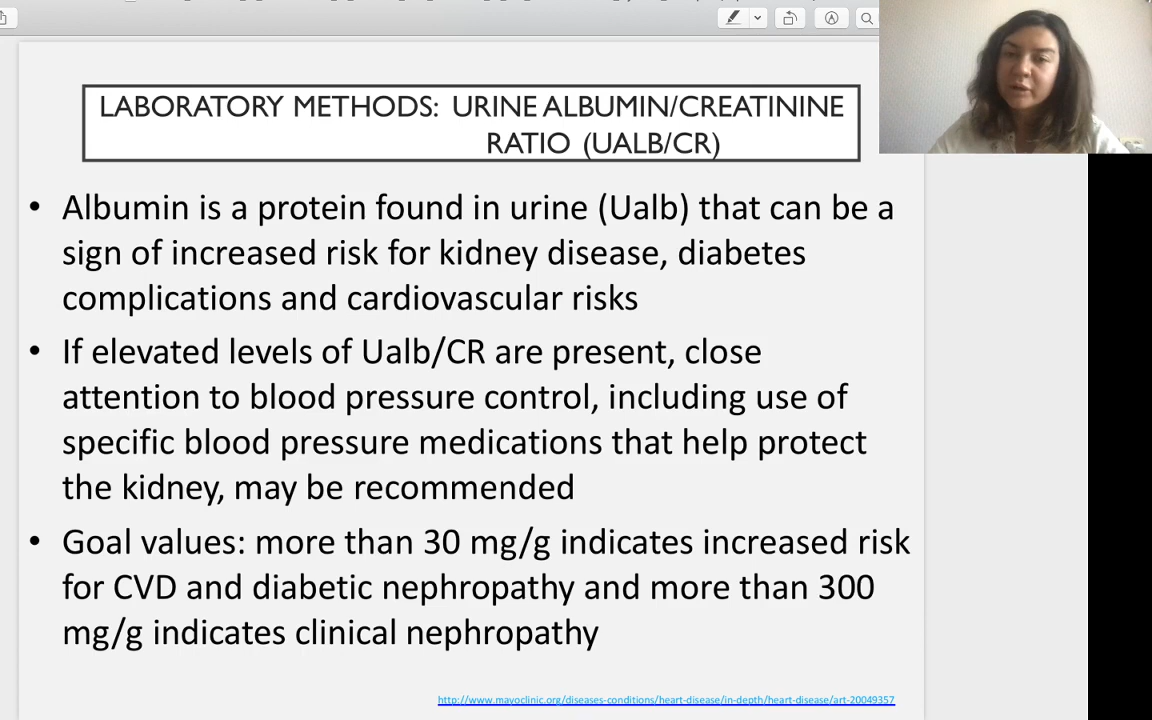 LABORATORY METHODS: URINE ALBUMIN/CREATININE
RATIO (UALB/CR)
• Albumin is a protein found in urine (Ualb) that can be a
sign of increased risk for kidney disease, diabetes
complications and cardiovascular risks
• If elevated levels of Ualb/CR are present, close
attention to blood pressure control, including use of
specific blood pressure medications that help protect
the kidney, may be recommended
• Goal values: more than 30 mg/g indicates increased risk
for CVD and diabetic nephropathy and more than 300
mg/g indicates clinical nephropathy
http://www.mayoclinic.org/diseases-conditions/heart-disease/in-depth/heart-disease/art-20049357